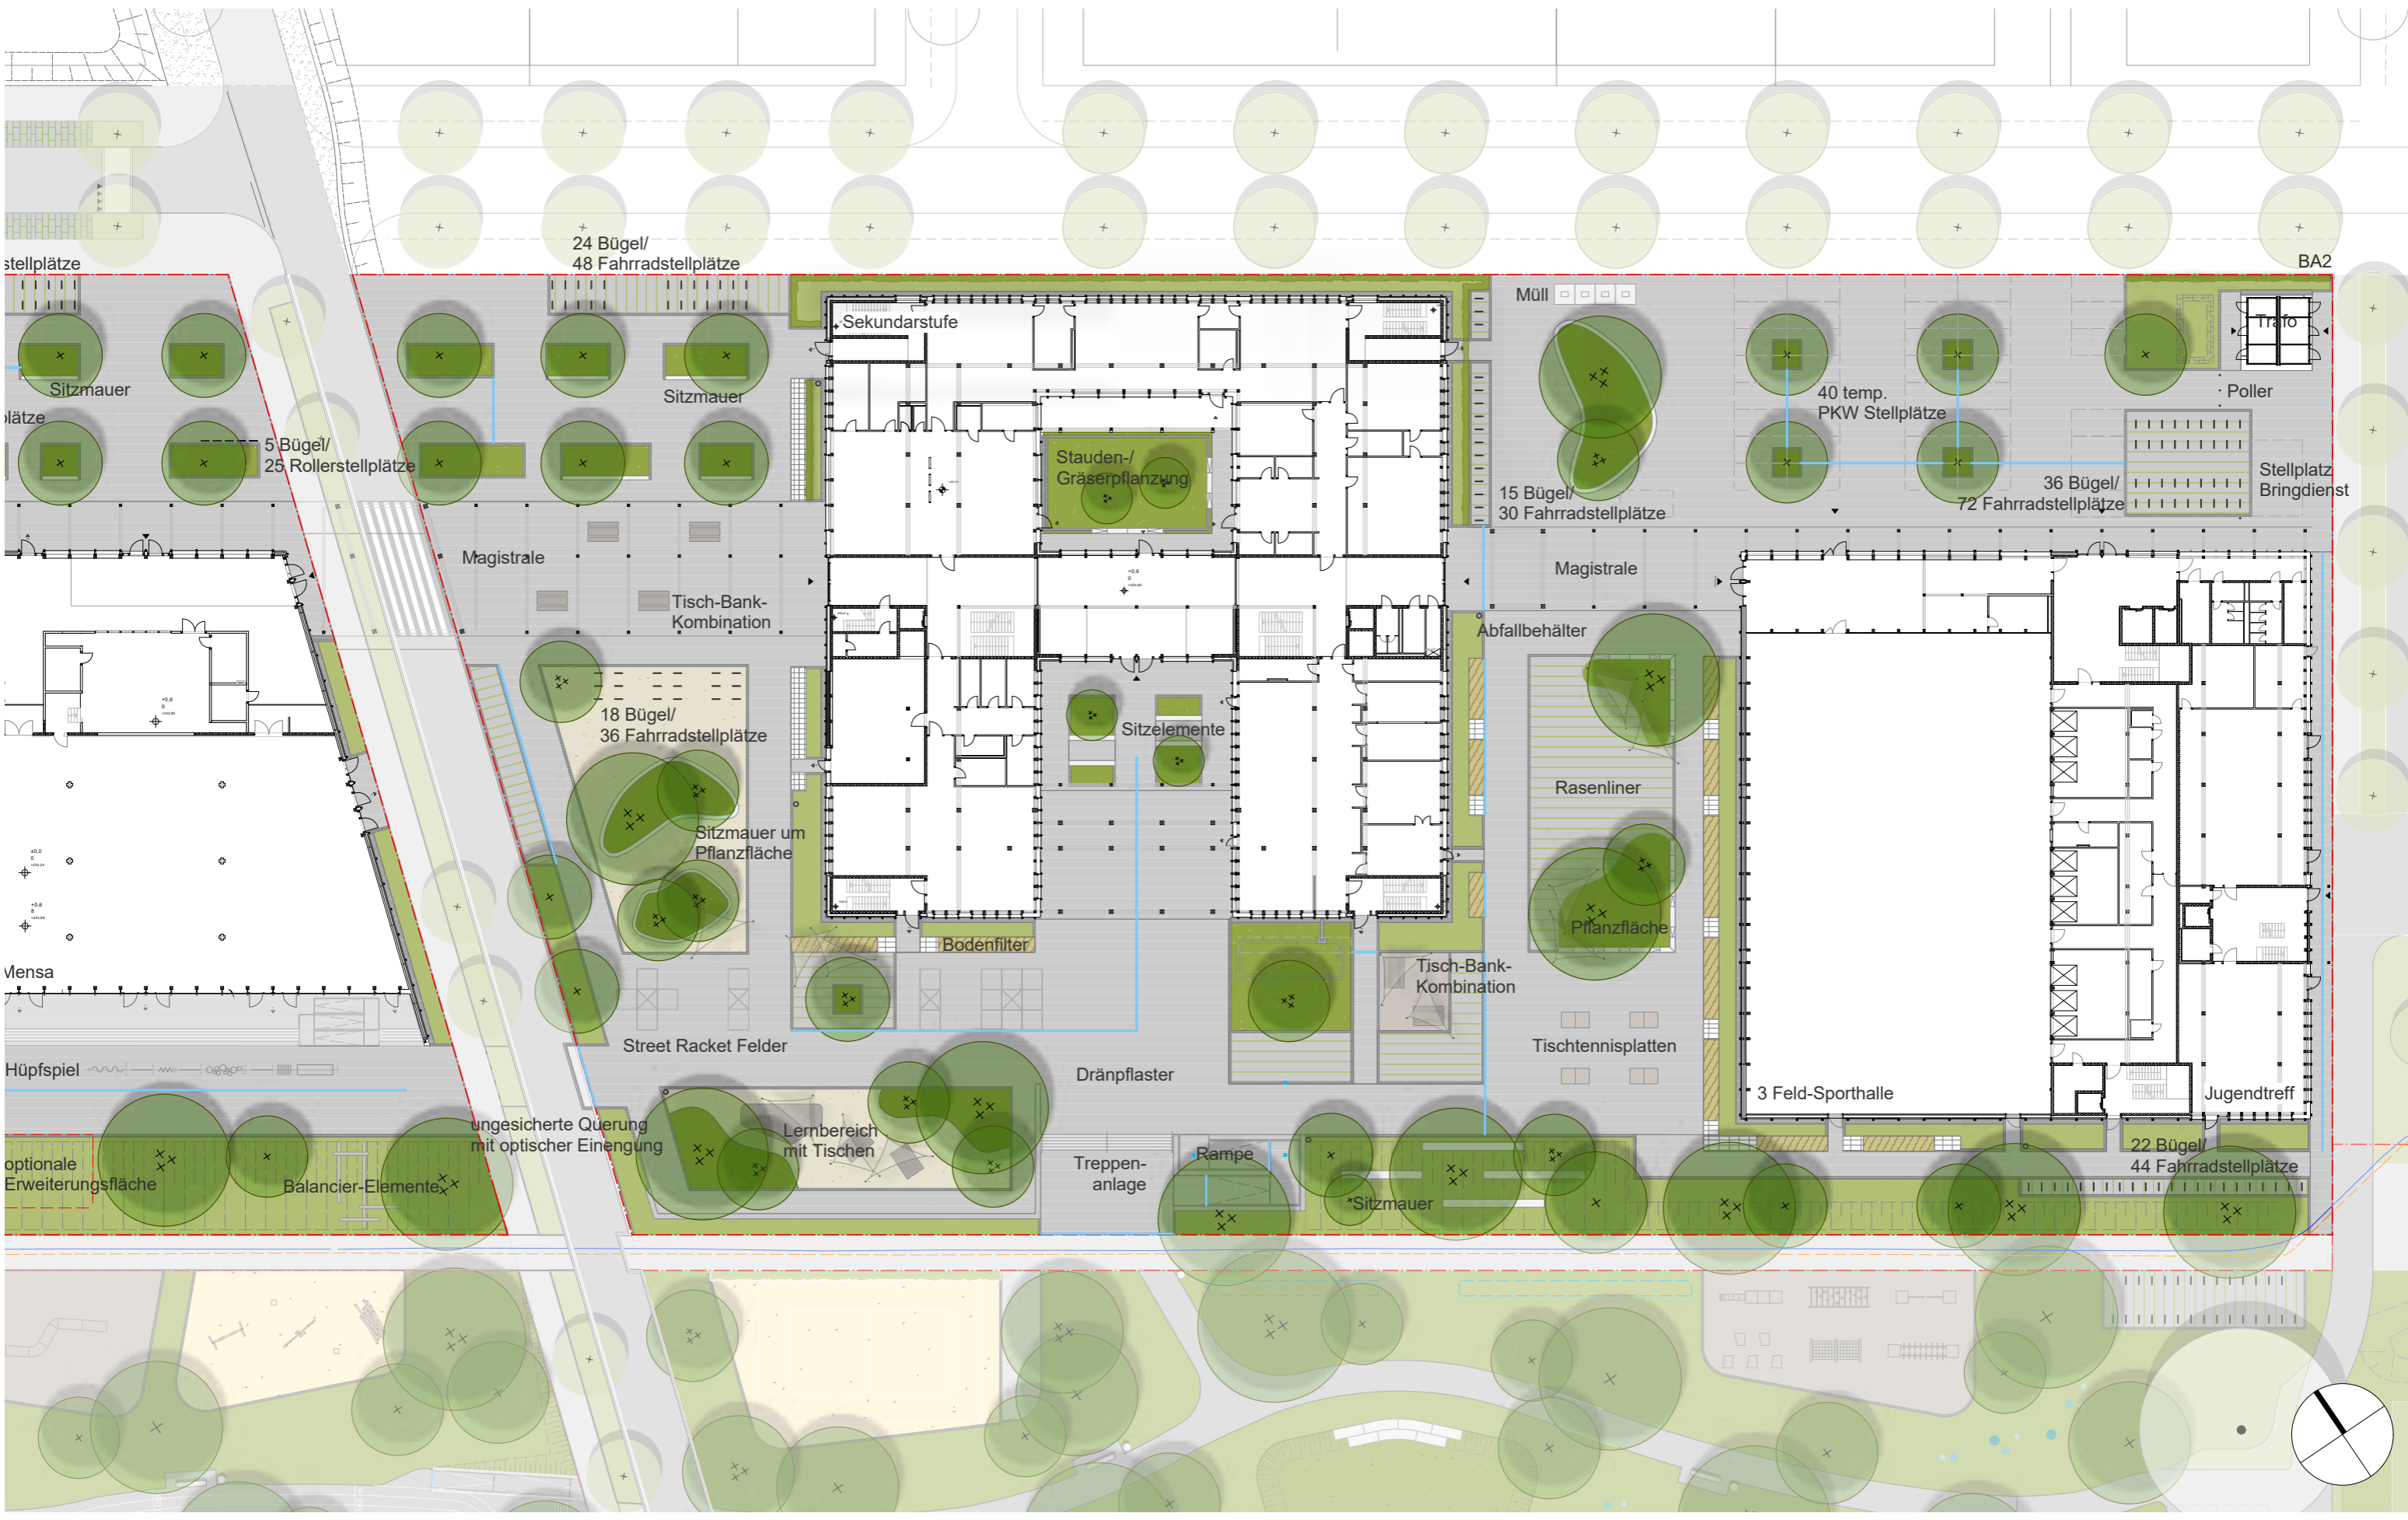 24 Bügel/
48 Fahrradstellplätze
stellplätze
BA2
Müll
Sekundarstufe
Trafo
Sitzmauer
Sitzmauer
Poller
40 temp.
PKW Stellplätze
plätze
5 Bügel/
25 Rollerstellplätze
Stauden-/
Gräserpflanzung
Stellplatz
Bringdienst
36 Bügel/
72 Fahrradstellplätze
15 Bügel/
30 Fahrradstellplätze
Magistrale
Magistrale
Tisch-Bank-
Kombination
Abfallbehälter
18 Bügel/
36 Fahrradstellplätze
Sitzelemente
Rasenliner
Sitzmauer um
Pflanzfläche
Pflanzfläche
Bodenfilter
Mensa
Tisch-Bank-
Kombination
Street Racket Felder
Tischtennisplatten
Hüpfspiel
Dränpflaster
3 Feld-Sporthalle
Jugendtreff
ungesicherte Querung
mit optischer Einengung
Lernbereich
mit Tischen
Treppen-
anlage
Rampe
22 Bügel/
44 Fahrradstellplätze
optionale
Erweiterungsfläche
Balancier-Elemente
Sitzmauer